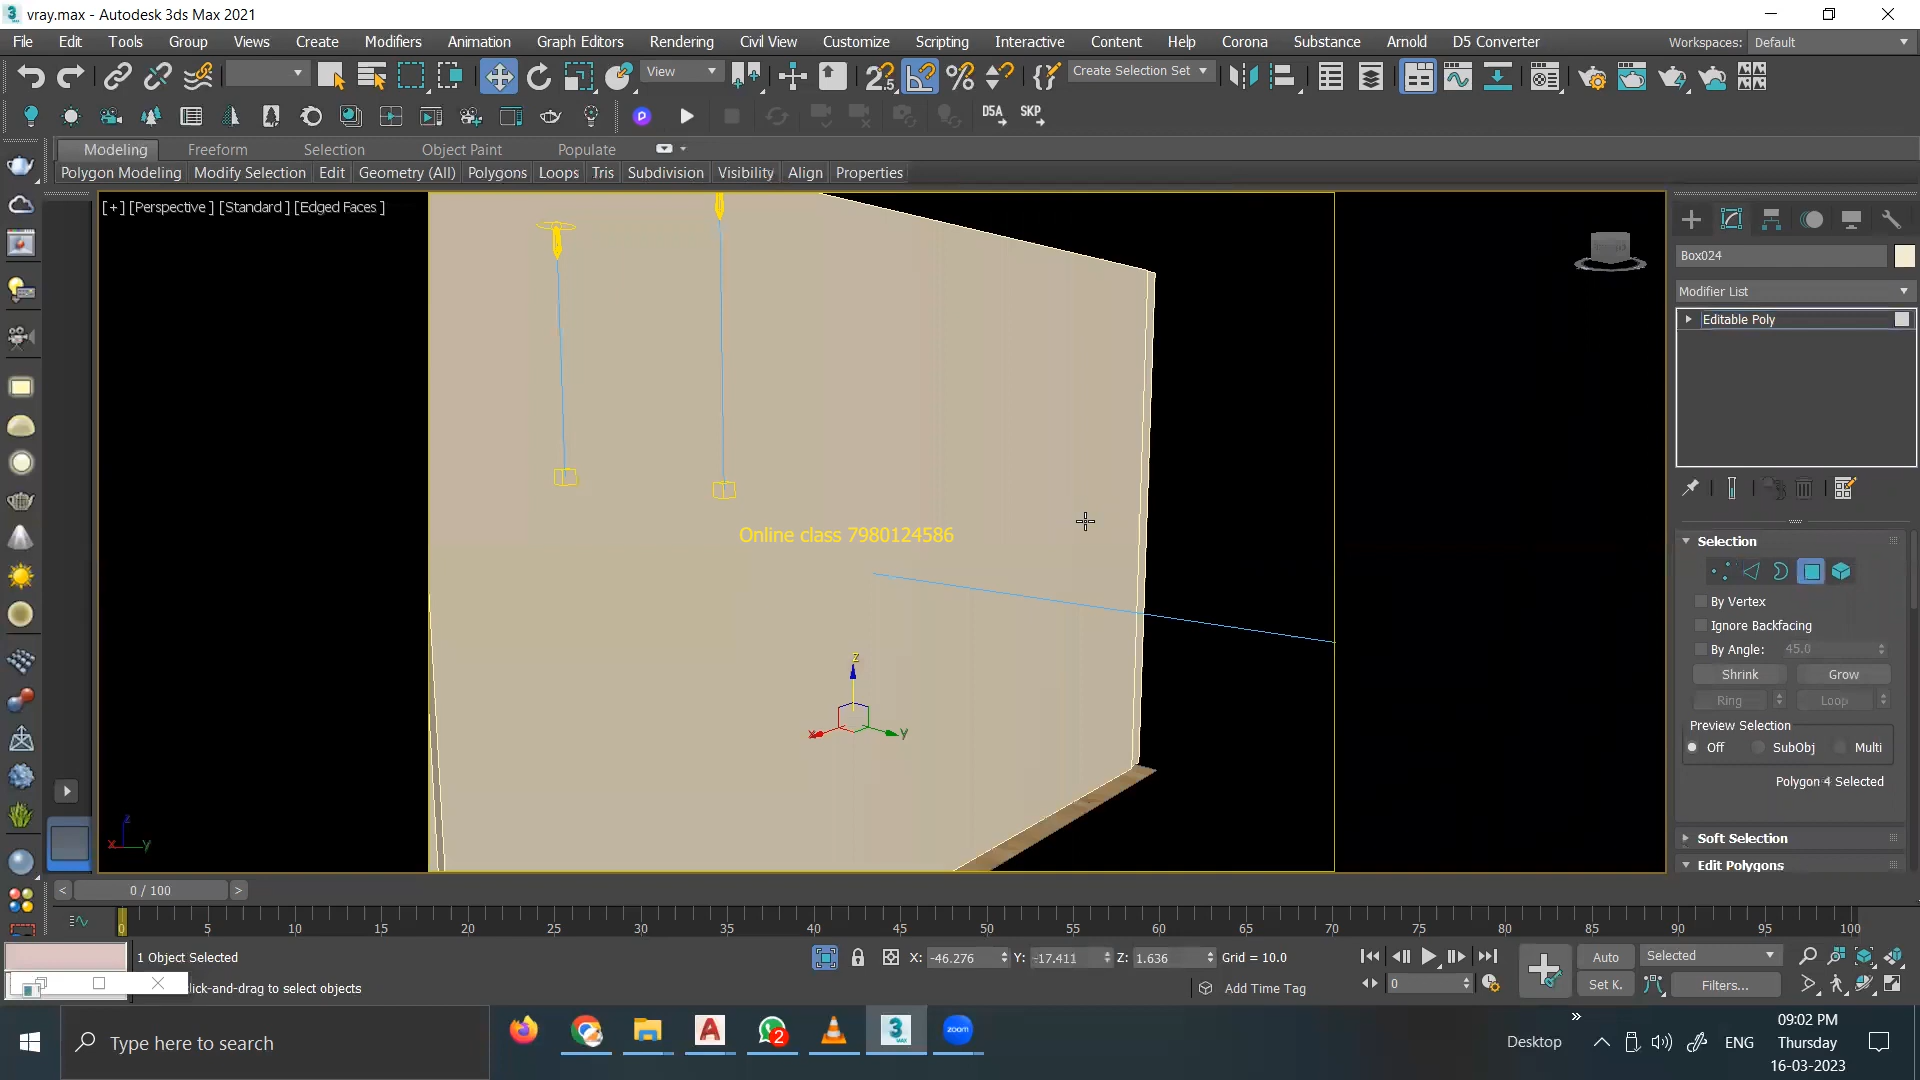 vray.max - Autodesk 3ds Max 2021
File Edit Tools Group Views Create Modifiers Animation Graph Editors Rendering Civil View Customize Scripting Interactive Content Help Corona Substance Arnold D5 Converter Workspaces: Default
View Create Selection Set
D5A SKP
Modeling Freeform Selection Object Paint Populate
Polygon Modeling Modify Selection Edit Geometry (All) Polygons Loops Tris Subdivision Visibility Align Properties
[+] [Perspective] [Standard] [Edged Faces]
Box024
Modifier List
Editable Poly
Online class 7980124586
Selection
By Vertex
Ignore Backfacing
By Angle: 45.0
Shrink Grow
Ring Loop
Preview Selection
Off SubObj Multi
Polygon 4 Selected
Soft Selection
Edit Polygons
z
x y
z
x y
< 0 / 100 >
0 5 10 15 20 25 30 35 40 45 50 55 60 65 70 75 80 85 90 95 100
1 Object Selected X: -46.276 Y: -17.411 Z: 1.636 Grid = 10.0 Auto Selected
lick-and-drag to select objects Add Time Tag 0 Set K. Filters...
Type here to search
2
zoom
Desktop
ENG
09:02 PM
Thursday
16-03-2023